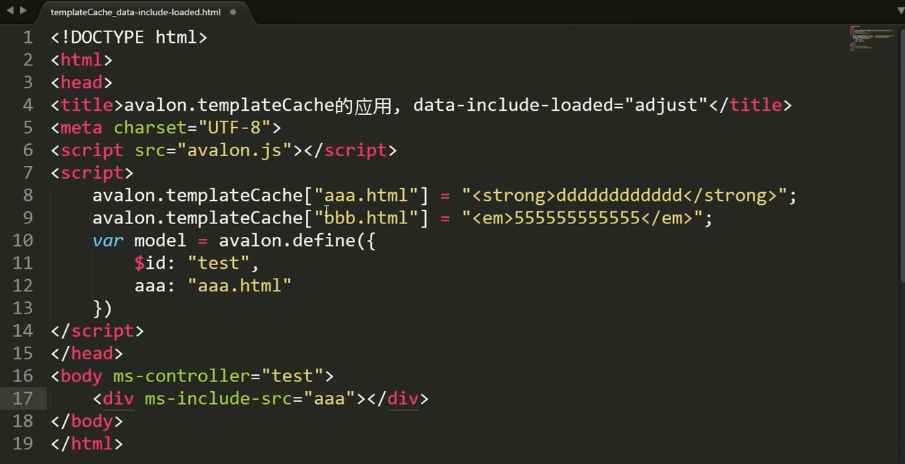 templateCache_data-include-loaded.html
1 <!DOCTYPE html>
2 <html>
3 <head>
4 <title>avalon.templateCache的应用, data-include-loaded="adjust"</title>
5 <meta charset="UTF-8">
6 <script src="avalon.js"></script>
7 <script>
8 avalon.templateCache["aaa.html"] = "<strong>dddddddddddd</strong>";
9 avalon.templateCache["bbb.html"] = "<em>555555555555</em>";
10 var model = avalon.define({
11 $id: "test",
12 aaa: "aaa.html"
13 })
14 </script>
15 </head>
16 <body ms-controller="test">
17 <div ms-include-src="aaa"></div>
18 </body>
19 </html>